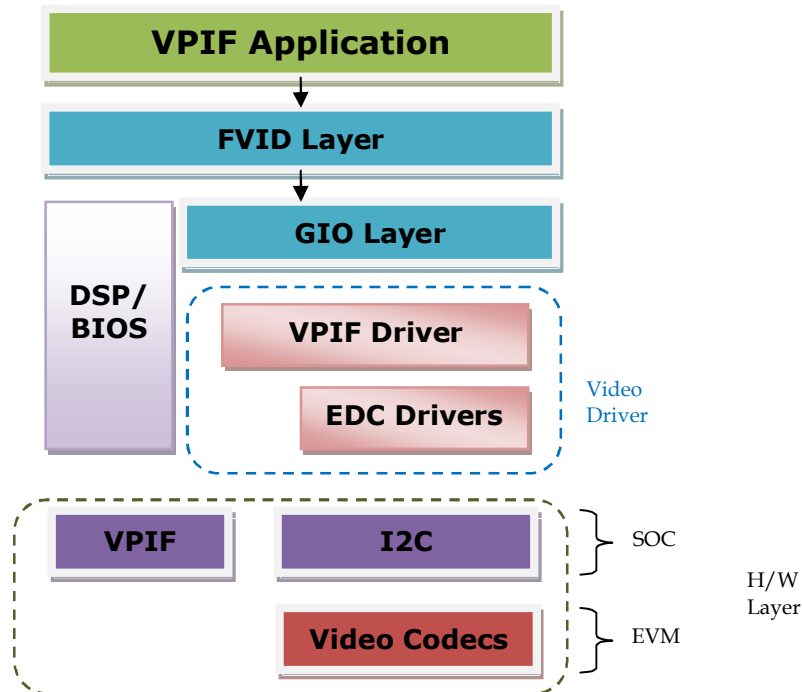 VPIF Application
FVID Layer
GIO Layer
DSP/
BIOS
VPIF Driver
EDC Drivers
Video
Driver
VPIF
I2C
SOC
H/W
Layer
Video Codecs
EVM